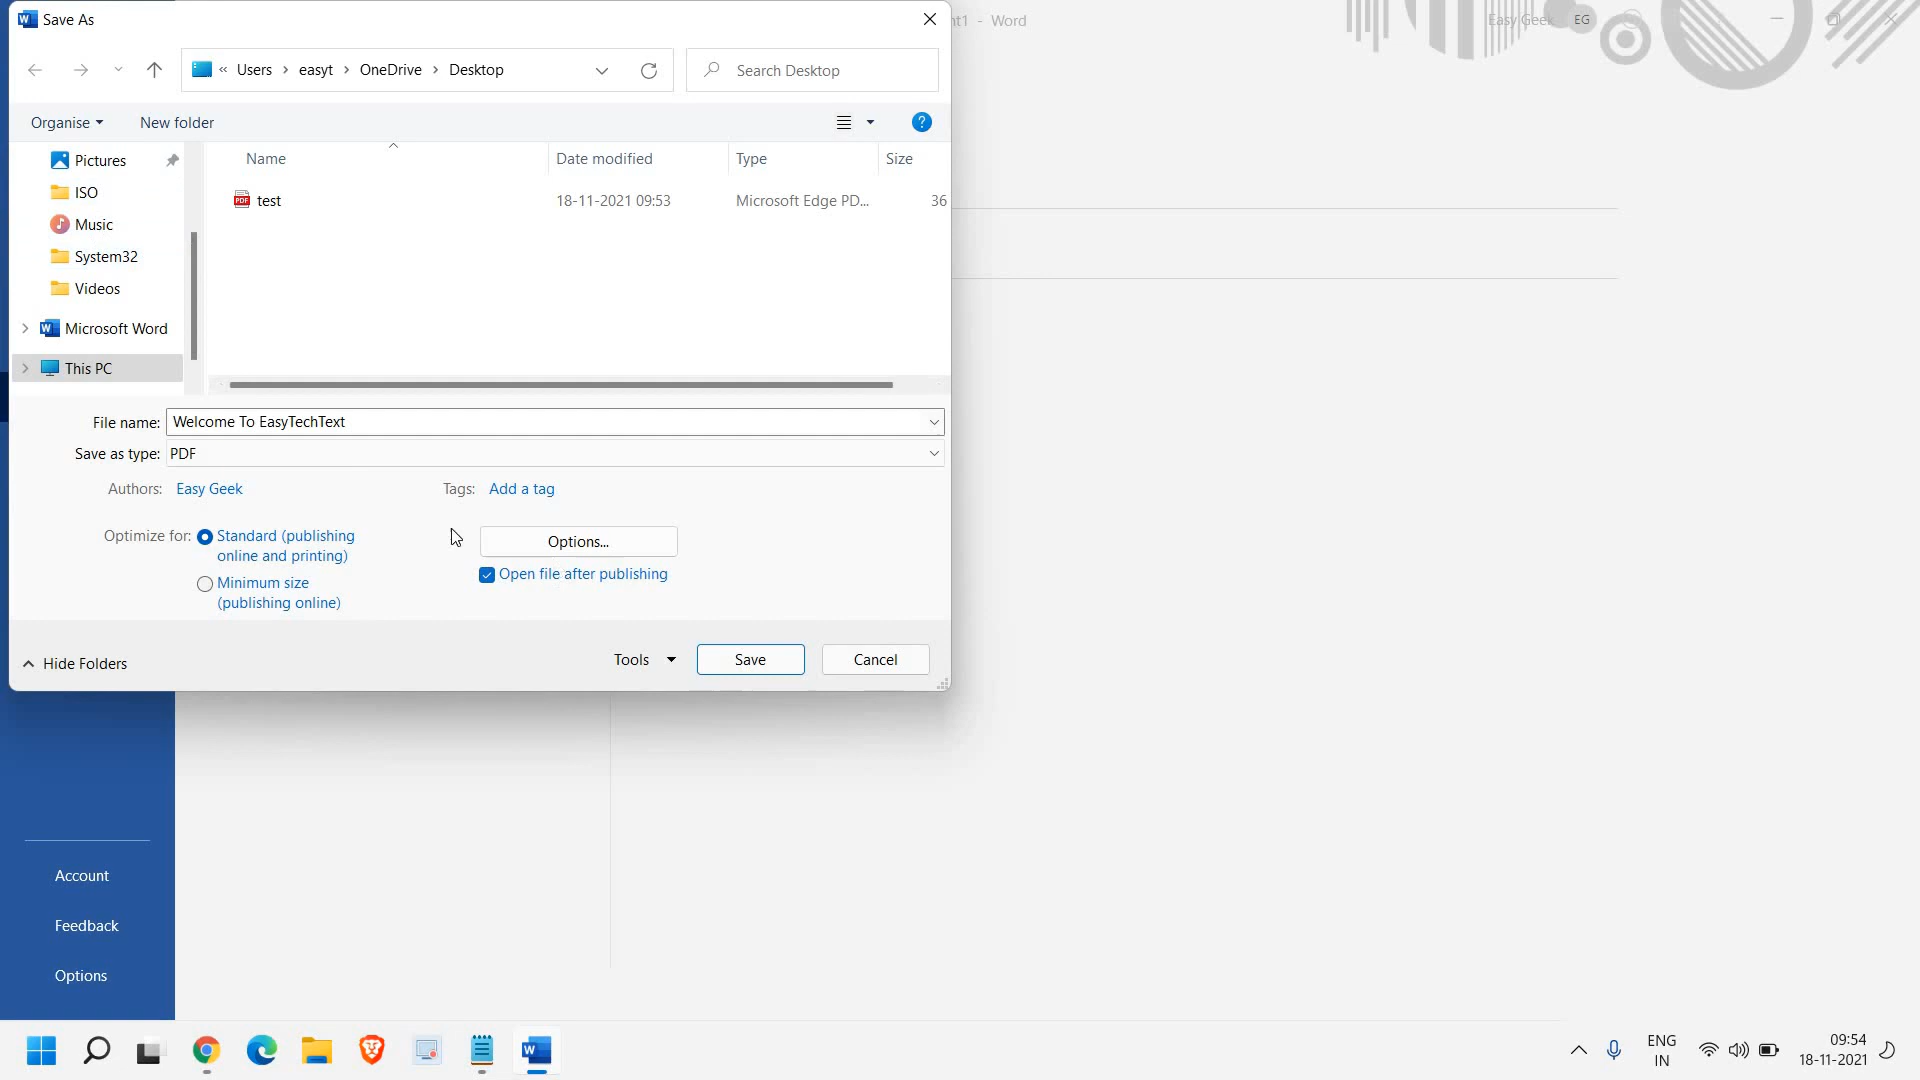 Save As
nt1 - Word
Easy Geek EG
« Users > easyt > OneDrive > Desktop
Search Desktop
Organise
New folder
?
Pictures
ISO
Music
System32
Videos
Microsoft Word
This PC
Name Date modified Type Size
PDF test 18-11-2021 09:53 Microsoft Edge PD... 36
File name: Welcome To EasyTechText
Save as type: PDF
Authors: Easy Geek
Tags: Add a tag
Optimize for: Standard (publishing
online and printing)
Minimum size
(publishing online)
Options...
Open file after publishing
Hide Folders
Tools
Save
Cancel
Account
Feedback
Options
ENG
IN
09:54
18-11-2021